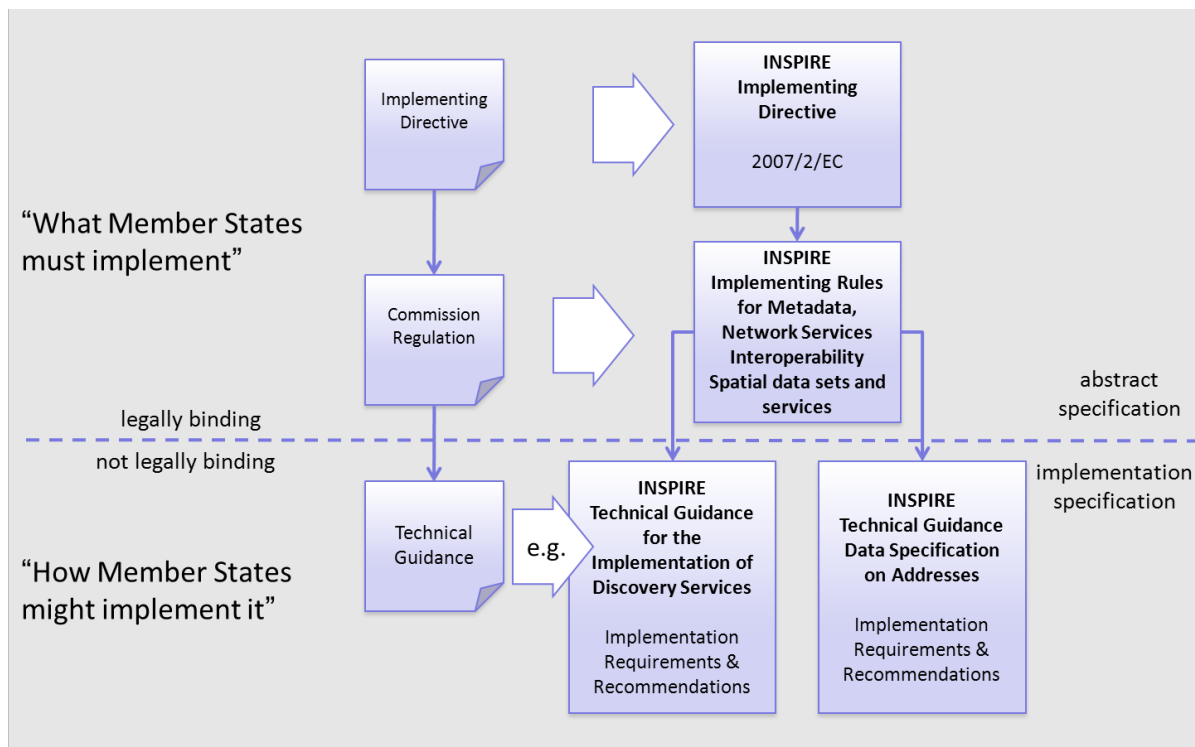 Implementing
Directive
INSPIRE
Implementing
Directive
2007/2/EC
“What Member States
must implement”
Commission
Regulation
INSPIRE
Implementing Rules
for Metadata,
Network Services
Interoperability
Spatial data sets and
services
abstract
specification
legally binding
not legally binding
implementation
specification
“How Member States
might implement it”
Technical
Guidance
e.g.
INSPIRE
Technical Guidance
for the
Implementation of
Discovery Services
Implementation
Requirements &
Recommendations
INSPIRE
Technical Guidance
Data Specification
on Addresses
Implementation
Requirements &
Recommendations